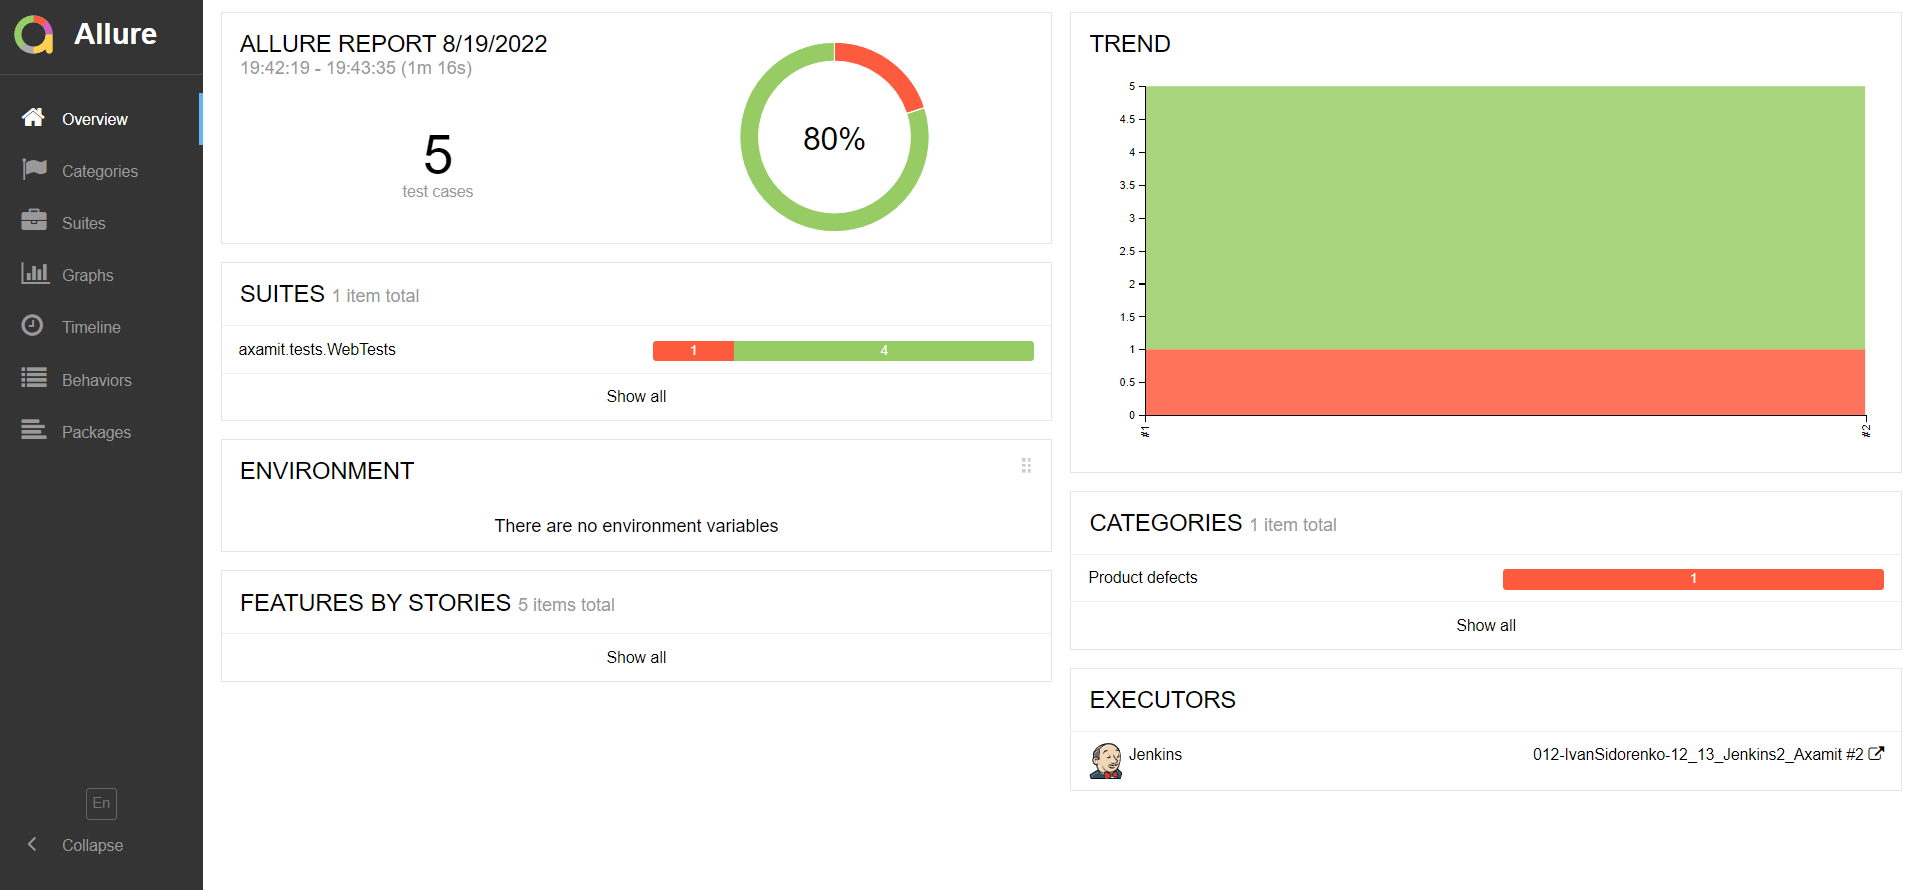 Allure
Overview
Categories
Suites
Graphs
Timeline
Behaviors
Packages
En
Collapse
ALLURE REPORT 8/19/2022
19:42:19 - 19:43:35 (1m 16s)
5
test cases
80%
SUITES 1 item total
axamit.tests.WebTests
1 4
Show all
ENVIRONMENT
There are no environment variables
FEATURES BY STORIES 5 items total
Show all
TREND
5
4.5
4
3.5
3
2.5
2
1.5
1
0.5
0
#1 #2
CATEGORIES 1 item total
Product defects 1
Show all
EXECUTORS
Jenkins 012-IvanSidorenko-12_13_Jenkins2_Axamit #2